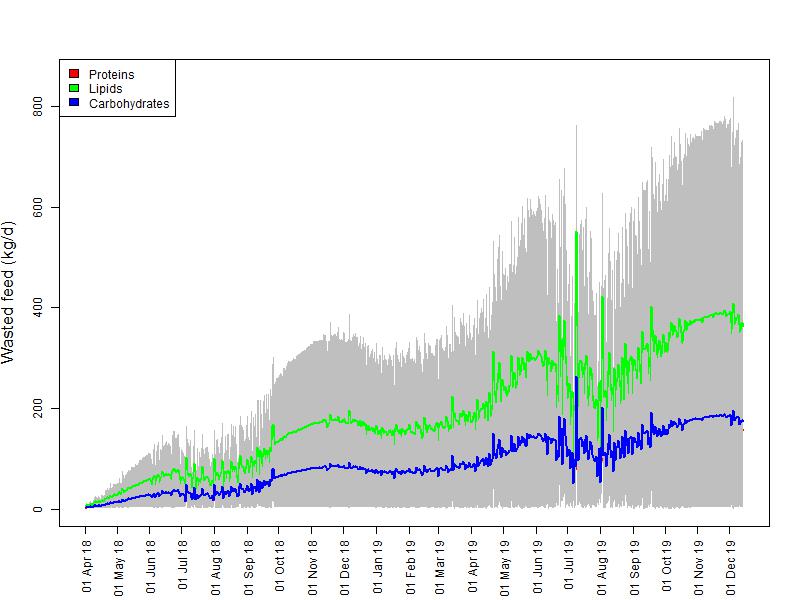 Proteins
Lipids
Carbohydrates
Wasted feed (kg/d)
800
600
400
200
0
01 Apr 18
01 May 18
01 Jun 18
01 Jul 18
01 Aug 18
01 Sep 18
01 Oct 18
01 Nov 18
01 Dec 18
01 Jan 19
01 Feb 19
01 Mar 19
01 Apr 19
01 May 19
01 Jun 19
01 Jul 19
01 Aug 19
01 Sep 19
01 Oct 19
01 Nov 19
01 Dec 19